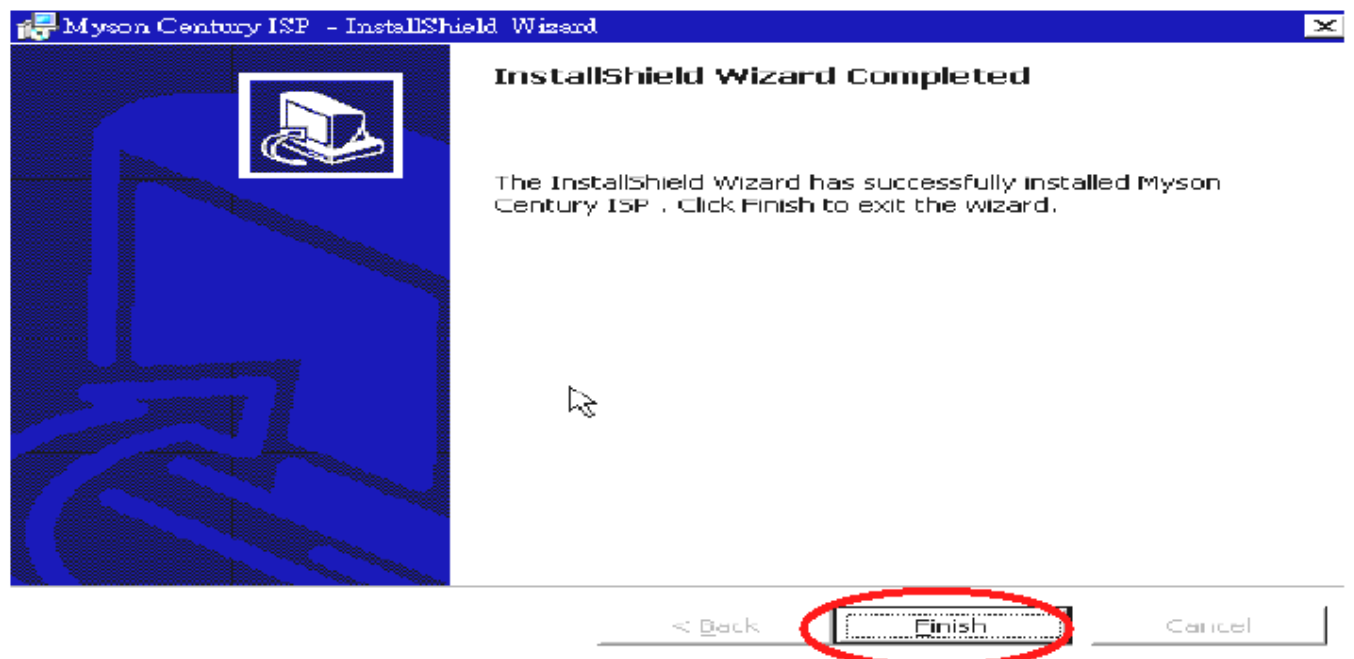 Myson Century ISP - InstallShield Wizard
InstallShield Wizard Completed
The InstallShield Wizard has successfully installed Myson
Century ISP . Click Finish to exit the wizard.
< Back Finish Cancel